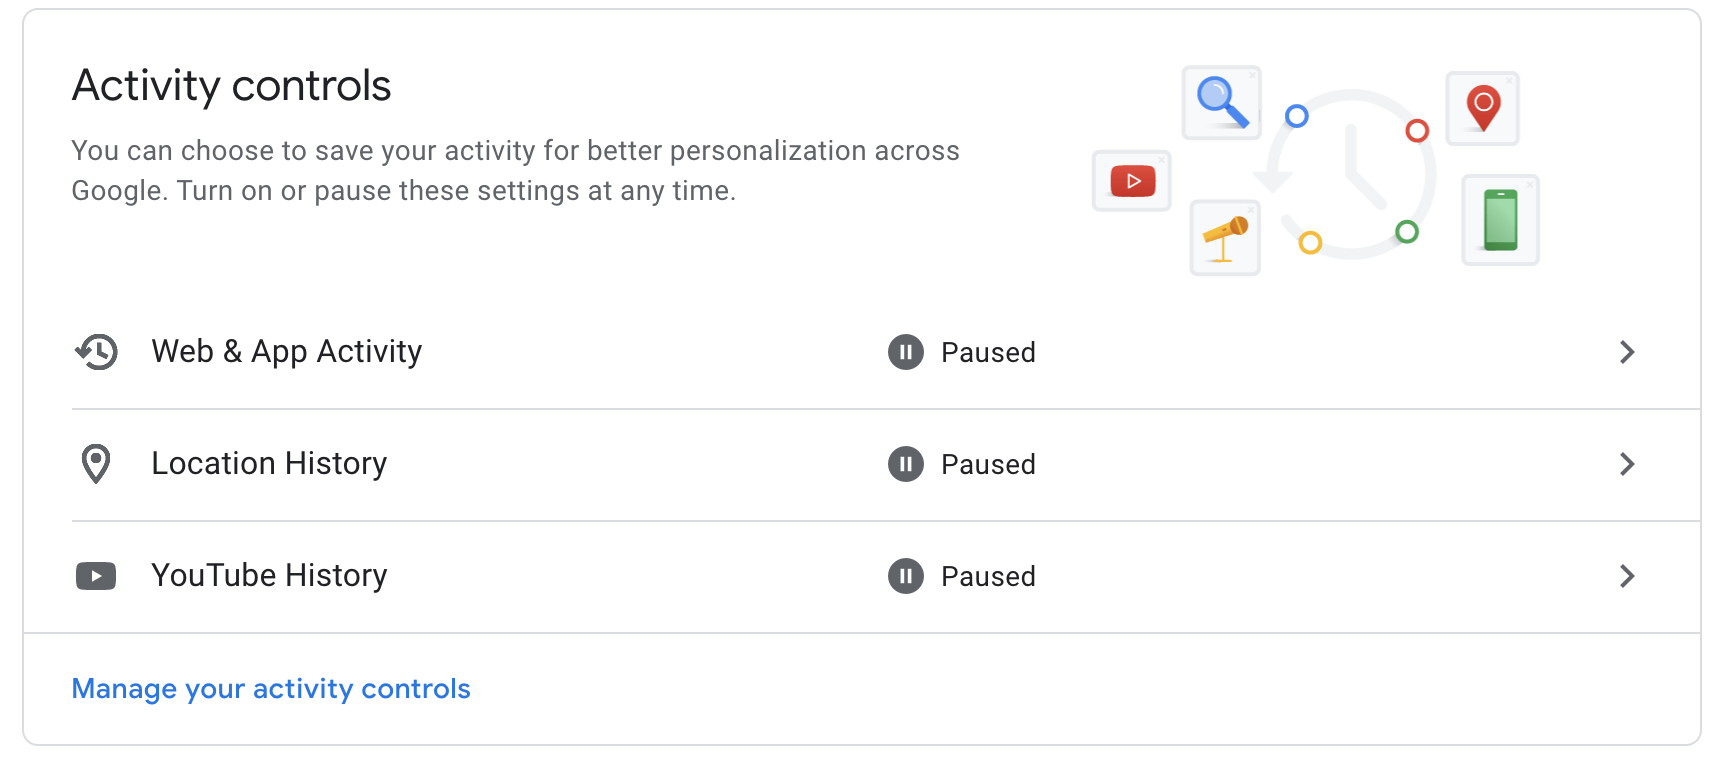 Activity controls
You can choose to save your activity for better personalization across
Google. Turn on or pause these settings at any time.
Web & App Activity Paused
Location History Paused
YouTube History Paused
Manage your activity controls